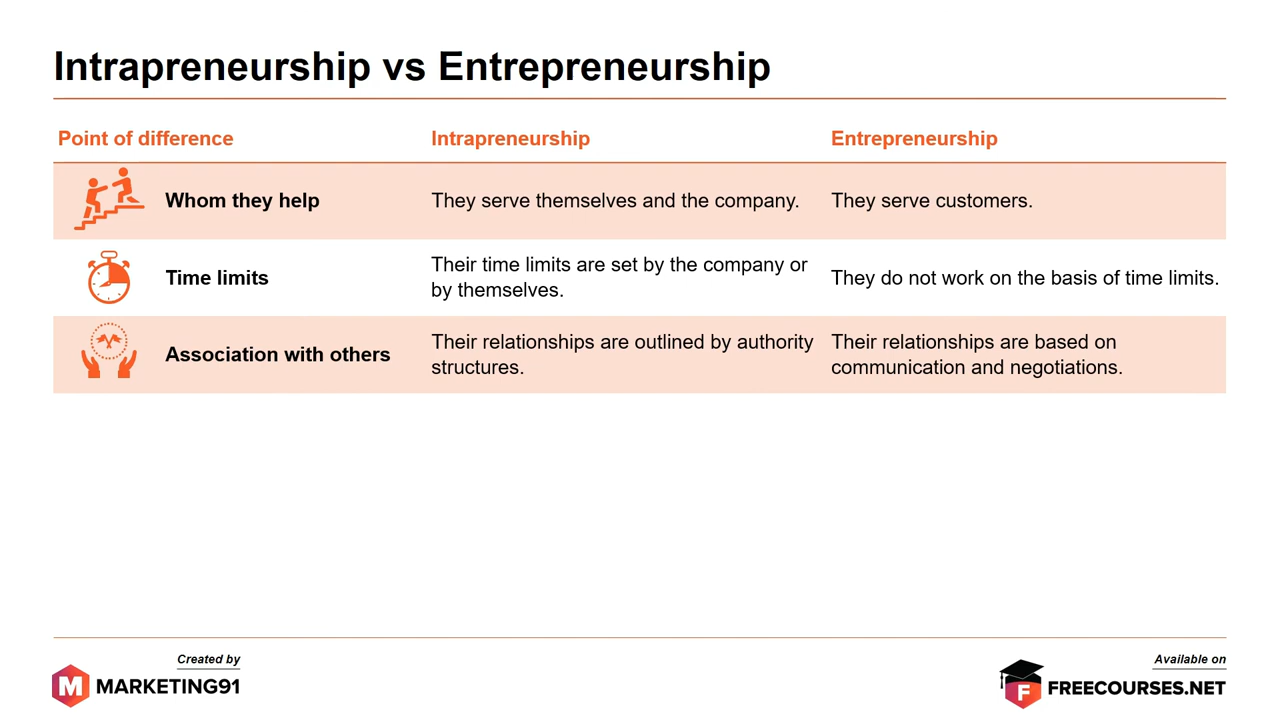 Intrapreneurship vs Entrepreneurship
Point of difference
Intrapreneurship
Entrepreneurship
Whom they help
They serve themselves and the company.
They serve customers.
Time limits
Their time limits are set by the company or
by themselves.
They do not work on the basis of time limits.
Association with others
Their relationships are outlined by authority
structures.
Their relationships are based on
communication and negotiations.
Created by
M MARKETING91
Available on
F FREECOURSES.NET